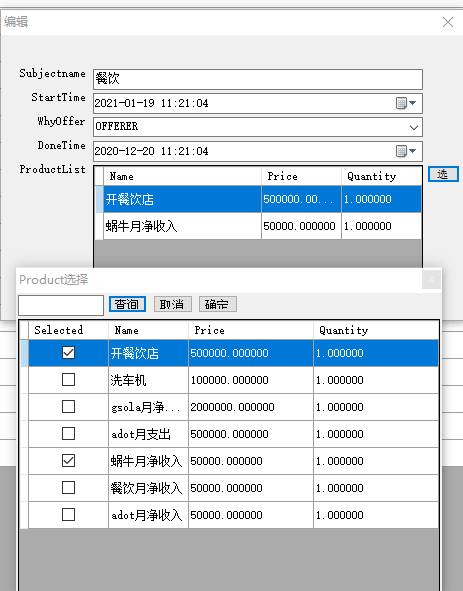 编辑
Subjectname 餐饮
StartTime 2021-01-19 11:21:04
WhyOffer OFFERER
DoneTime 2020-12-20 11:21:04
ProductList Name Price Quantity 选
开餐饮店 500000.00... 1.000000
蜗牛月净收入 50000.000000 1.000000
Product选择
查询 取消 确定
Selected Name Price Quantity
开餐饮店 500000.000000 1.000000
洗车机 100000.000000 1.000000
gsola月净... 2000000.000000 1.000000
adot月支出 500000.000000 1.000000
蜗牛月净收入 50000.000000 1.000000
餐饮月净收入 50000.000000 1.000000
adot月净收入 50000.000000 1.000000